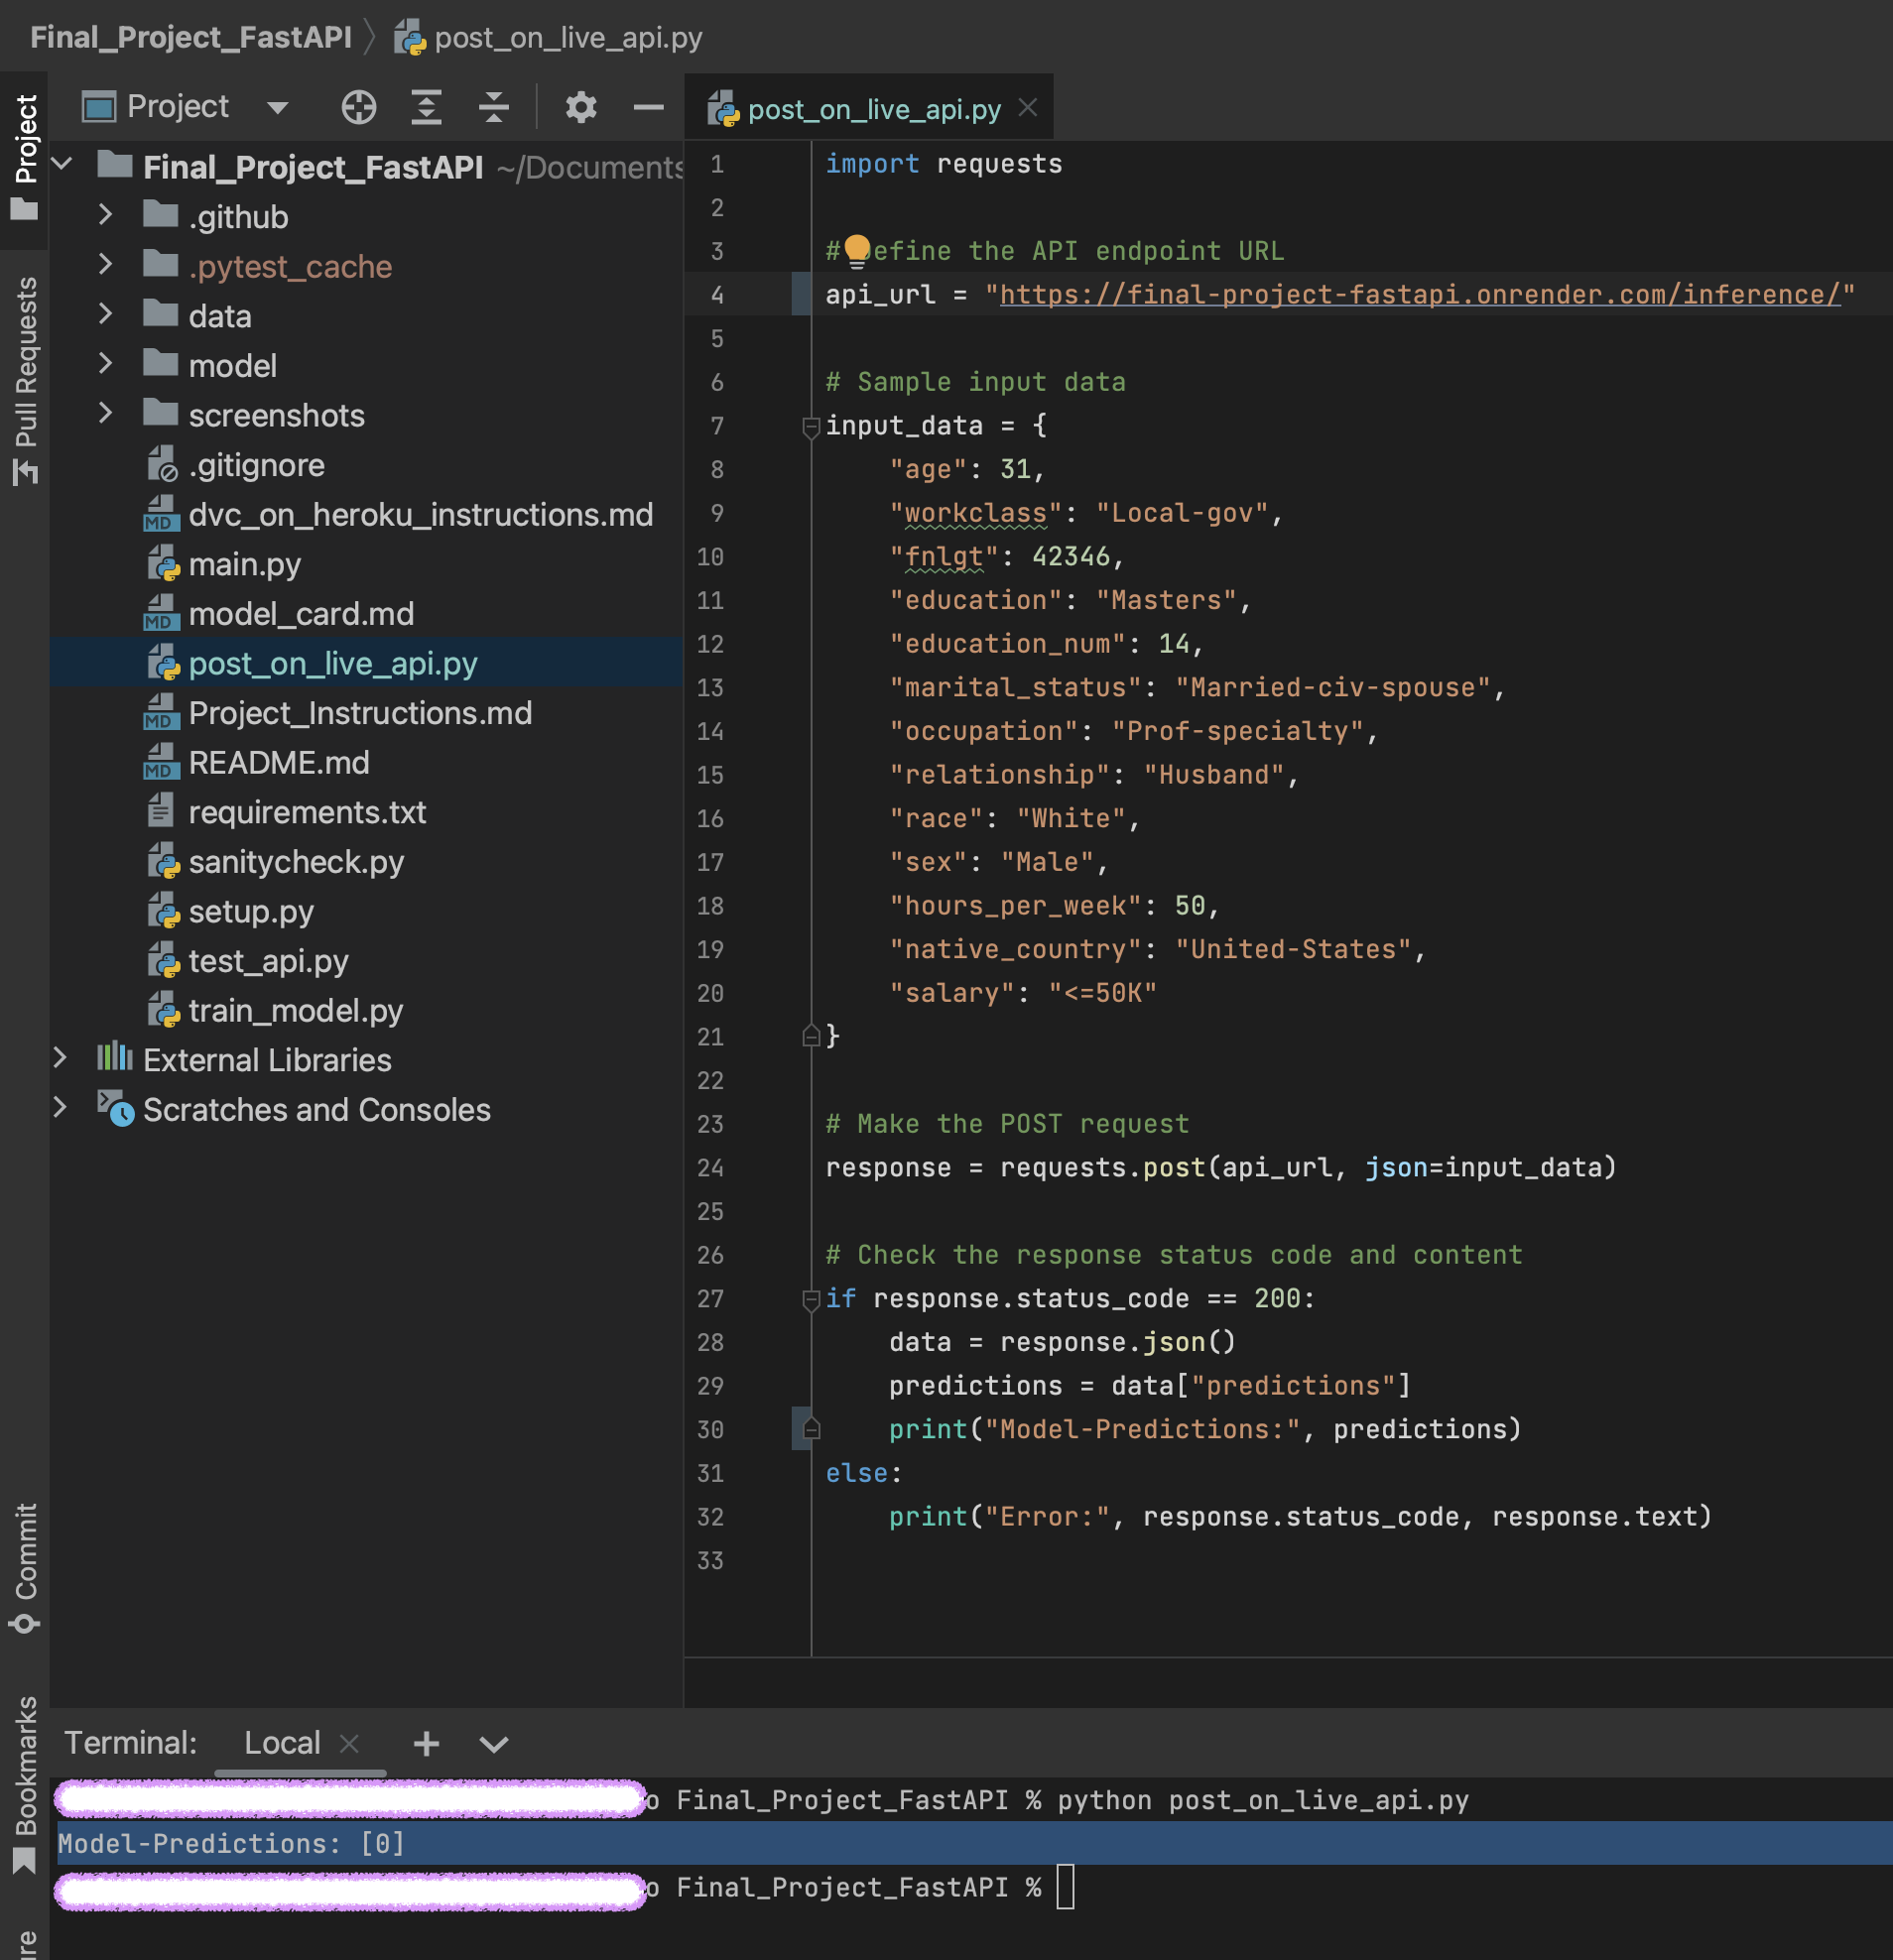 Final_Project_FastAPI
post_on_live_api.py
Project
Pull Requests
Commit
Bookmarks
Project
Final_Project_FastAPI ~/Documents
.github
.pytest_cache
data
model
screenshots
.gitignore
dvc_on_heroku_instructions.md
main.py
model_card.md
post_on_live_api.py
Project_Instructions.md
README.md
requirements.txt
sanitycheck.py
setup.py
test_api.py
train_model.py
External Libraries
Scratches and Consoles
post_on_live_api.py
1 import requests
2
3 # efine the API endpoint URL
4 api_url = "https://final-project-fastapi.onrender.com/inference/"
5
6 # Sample input data
7 input_data = {
8 "age": 31,
9 "workclass": "Local-gov",
10 "fnlgt": 42346,
11 "education": "Masters",
12 "education_num": 14,
13 "marital_status": "Married-civ-spouse",
14 "occupation": "Prof-specialty",
15 "relationship": "Husband",
16 "race": "White",
17 "sex": "Male",
18 "hours_per_week": 50,
19 "native_country": "United-States",
20 "salary": "<=50K"
21 }
22
23 # Make the POST request
24 response = requests.post(api_url, json=input_data)
25
26 # Check the response status code and content
27 if response.status_code == 200:
28 data = response.json()
29 predictions = data["predictions"]
30 print("Model-Predictions:", predictions)
31 else:
32 print("Error:", response.status_code, response.text)
33
Terminal: Local
o Final_Project_FastAPI % python post_on_live_api.py
Model-Predictions: [0]
o Final_Project_FastAPI %